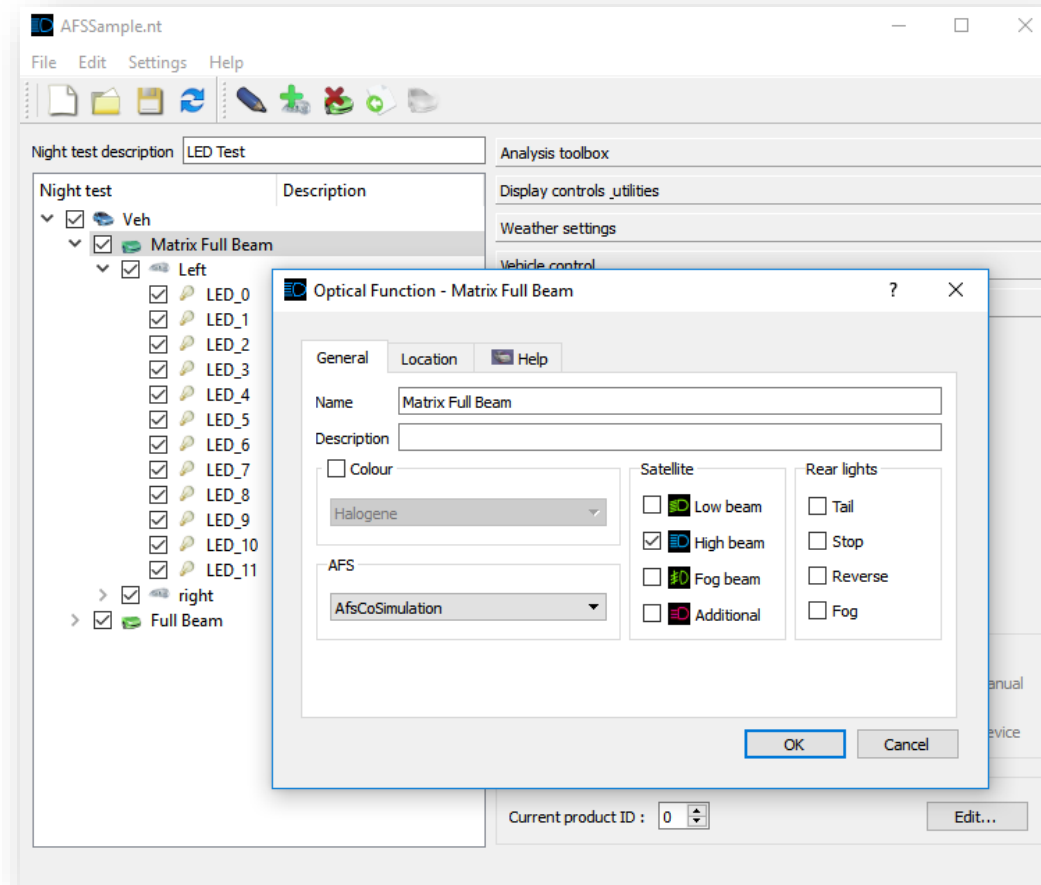 AFSSample.nt
File Edit Settings Help
Night test description LED Test
Night test Description
Veh
Matrix Full Beam
Left
LED_0
LED_1
LED_2
LED_3
LED_4
LED_5
LED_6
LED_7
LED_8
LED_9
LED_10
LED_11
right
Full Beam
Analysis toolbox
Display controls _utilities
Weather settings
Vehicle control
Optical Function - Matrix Full Beam ?
General Location Help
Name Matrix Full Beam
Description
Colour
Halogene
AFS
AfsCoSimulation
Satellite
Low beam
High beam
Fog beam
Additional
Rear lights
Tail
Stop
Reverse
Fog
OK Cancel
anual
evice
Current product ID : 0 Edit...